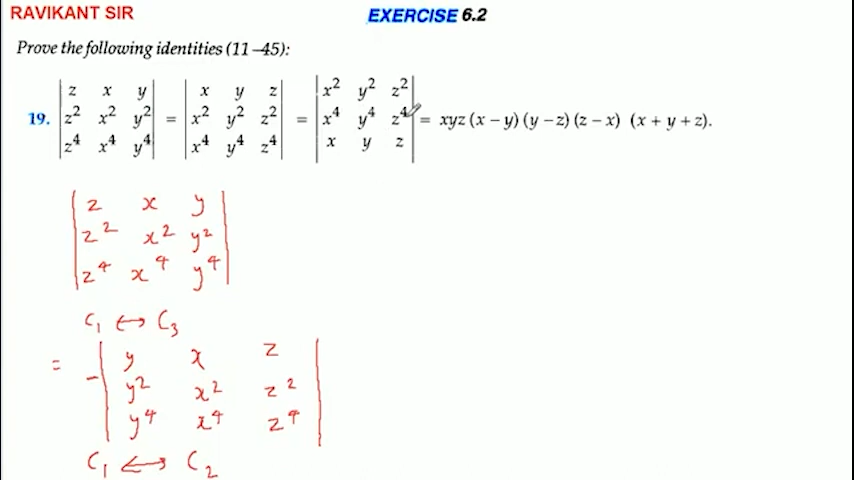 RAVIKANT SIR
EXERCISE 6.2
Prove the following identities (11–45):
19. | z x y | = | x y z | = | x² y² z² | = xyz (x – y) (y – z) (z – x) (x + y + z).
| z² x² y² | | x² y² z² | | x⁴ y⁴ z⁴ |
| z⁴ x⁴ y⁴ | | x⁴ y⁴ z⁴ | | x y z |
| z x y |
| z² x² y² |
| z⁴ x⁴ y⁴ |
C₁ ↔ C₃
= – | y x z |
| y² x² z² |
| y⁴ x⁴ z⁴ |
C₁ ↔ C₂